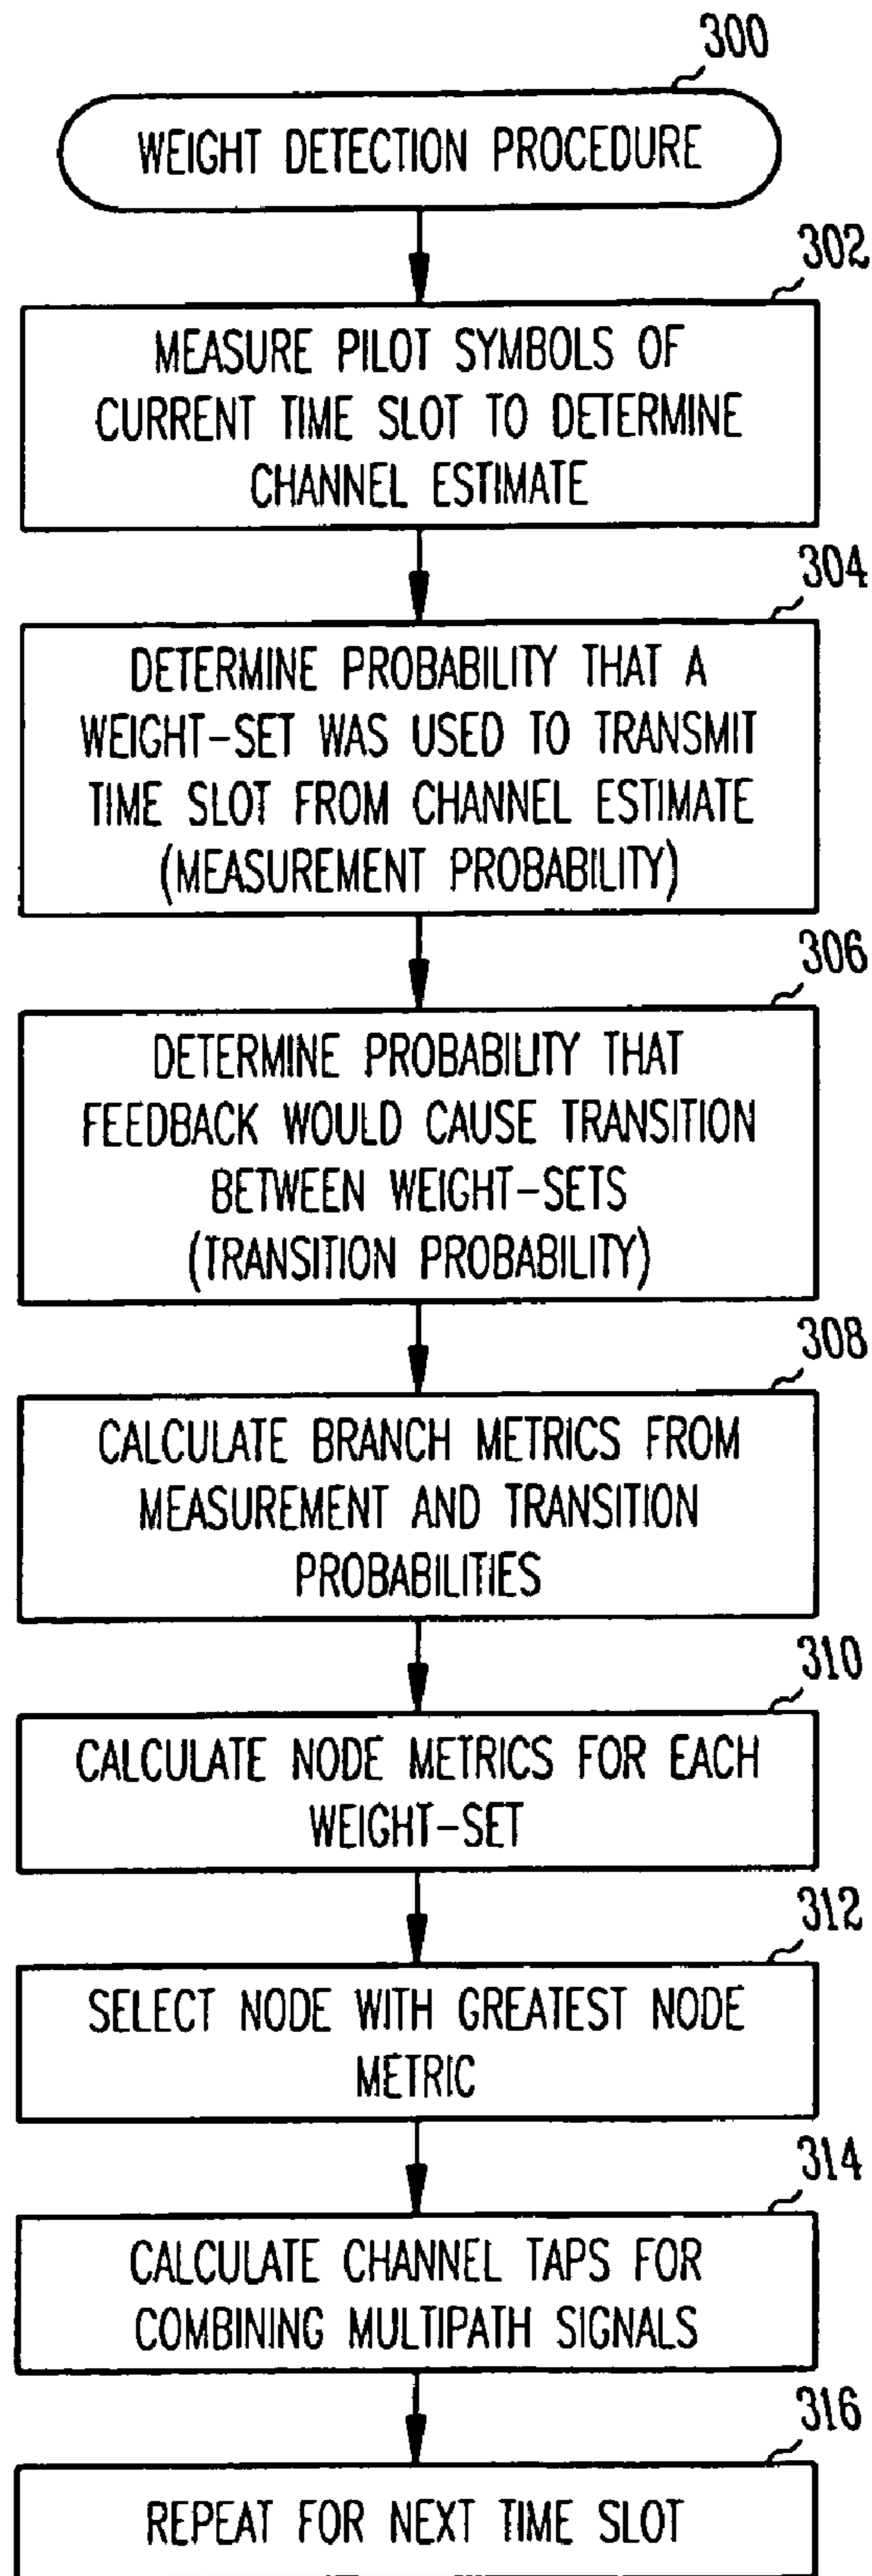 300
WEIGHT DETECTION PROCEDURE
302
MEASURE PILOT SYMBOLS OF
CURRENT TIME SLOT TO DETERMINE
CHANNEL ESTIMATE
304
DETERMINE PROBABILITY THAT A
WEIGHT-SET WAS USED TO TRANSMIT
TIME SLOT FROM CHANNEL ESTIMATE
(MEASUREMENT PROBABILITY)
306
DETERMINE PROBABILITY THAT
FEEDBACK WOULD CAUSE TRANSITION
BETWEEN WEIGHT-SETS
(TRANSITION PROBABILITY)
308
CALCULATE BRANCH METRICS FROM
MEASUREMENT AND TRANSITION
PROBABILITIES
310
CALCULATE NODE METRICS FOR EACH
WEIGHT-SET
312
SELECT NODE WITH GREATEST NODE
METRIC
314
CALCULATE CHANNEL TAPS FOR
COMBINING MULTIPATH SIGNALS
316
REPEAT FOR NEXT TIME SLOT